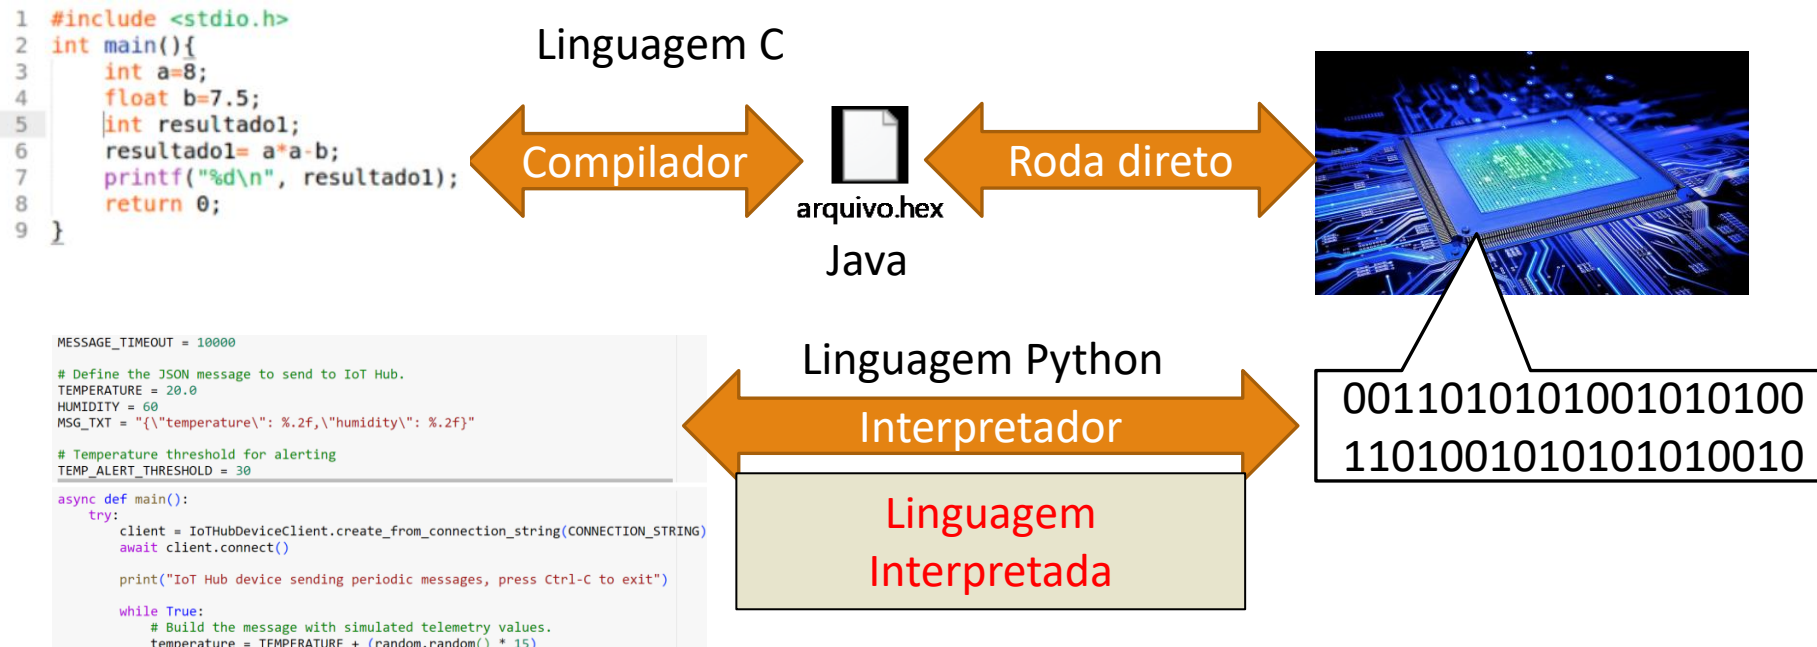 1 #include <stdio.h>
2 int main(){
3 int a=8;
4 float b=7.5;
5 int resultado1;
6 resultado1= a*a-b;
7 printf("%d\n", resultado1);
8 return 0;
9 }
Linguagem C
Compilador
arquivo.hex
Java
Roda direto
MESSAGE_TIMEOUT = 10000
# Define the JSON message to send to IoT Hub.
TEMPERATURE = 20.0
HUMIDITY = 60
MSG_TXT = "{\"temperature\": %.2f,\"humidity\": %.2f}"
# Temperature threshold for alerting
TEMP_ALERT_THRESHOLD = 30
async def main():
try:
client = IoTHubDeviceClient.create_from_connection_string(CONNECTION_STRING)
await client.connect()
print("IoT Hub device sending periodic messages, press Ctrl-C to exit")
while True:
# Build the message with simulated telemetry values.
temperature = TEMPERATURE + (random.random() * 15)
Linguagem Python
Interpretador
Linguagem
Interpretada
0011010101001010100
1101001010101010010